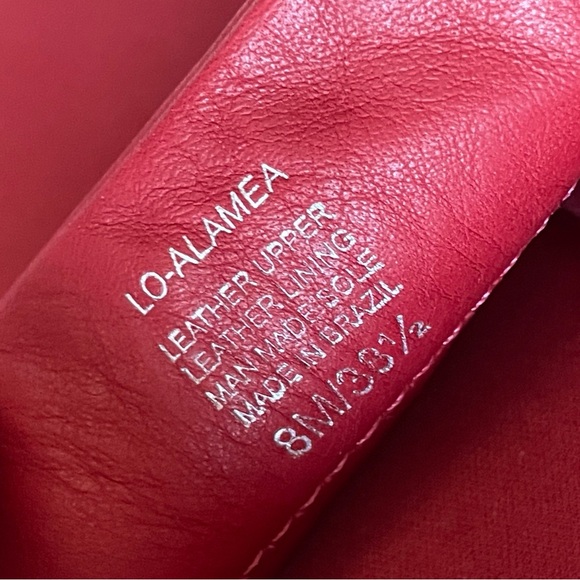 LO-ALAMEA
LEATHER UPPER
LEATHER LINING
MAN MADE SOLE
MADE IN BRAZIL
8M/38½